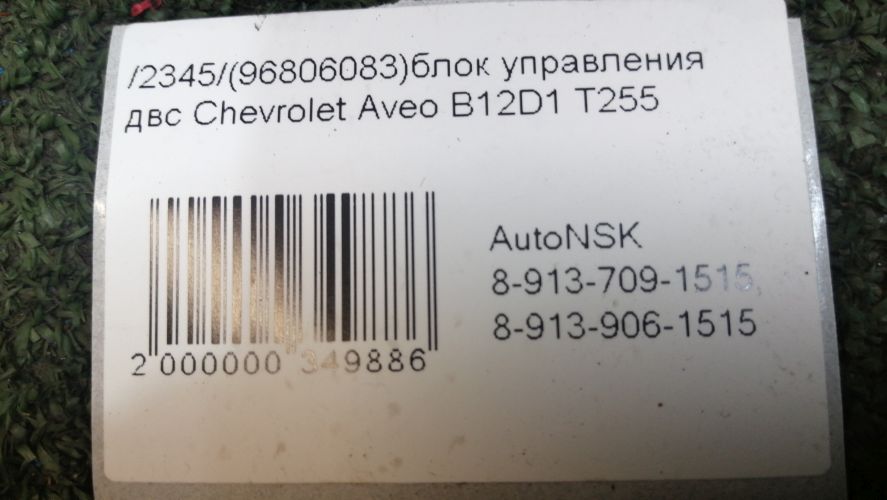 /2345/(96806083)блок управления
двс Chevrolet Aveo B12D1 T255
AutoNSK
8-913-709-1515,
8-913-906-1515
2 000000 349886